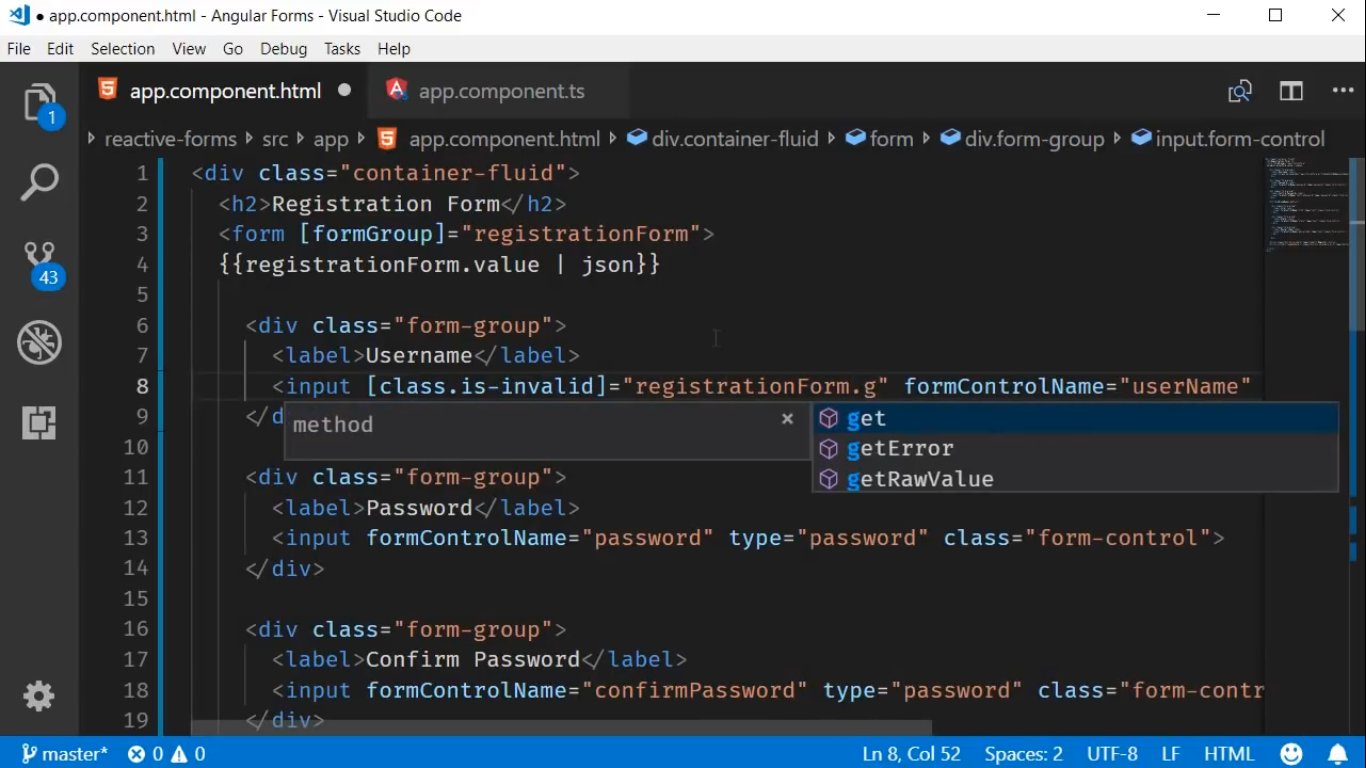 app.component.html - Angular Forms - Visual Studio Code
File Edit Selection View Go Debug Tasks Help
app.component.html app.component.ts
1
reactive-forms src app app.component.html div.container-fluid form div.form-group input.form-control
1 <div class="container-fluid">
2 <h2>Registration Form</h2>
3 <form [formGroup]="registrationForm">
4 {{registrationForm.value | json}}
43
5
6 <div class="form-group">
7 <label>Username</label>
8 <input [class.is-invalid]="registrationForm.g" formControlName="userName"
9 </d
method ×
get
getError
getRawValue
10
11 <div class="form-group">
12 <label>Password</label>
13 <input formControlName="password" type="password" class="form-control">
14 </div>
15
16 <div class="form-group">
17 <label>Confirm Password</label>
18 <input formControlName="confirmPassword" type="password" class="form-contr
19 </div>
master* 0 0 Ln 8, Col 52 Spaces: 2 UTF-8 LF HTML